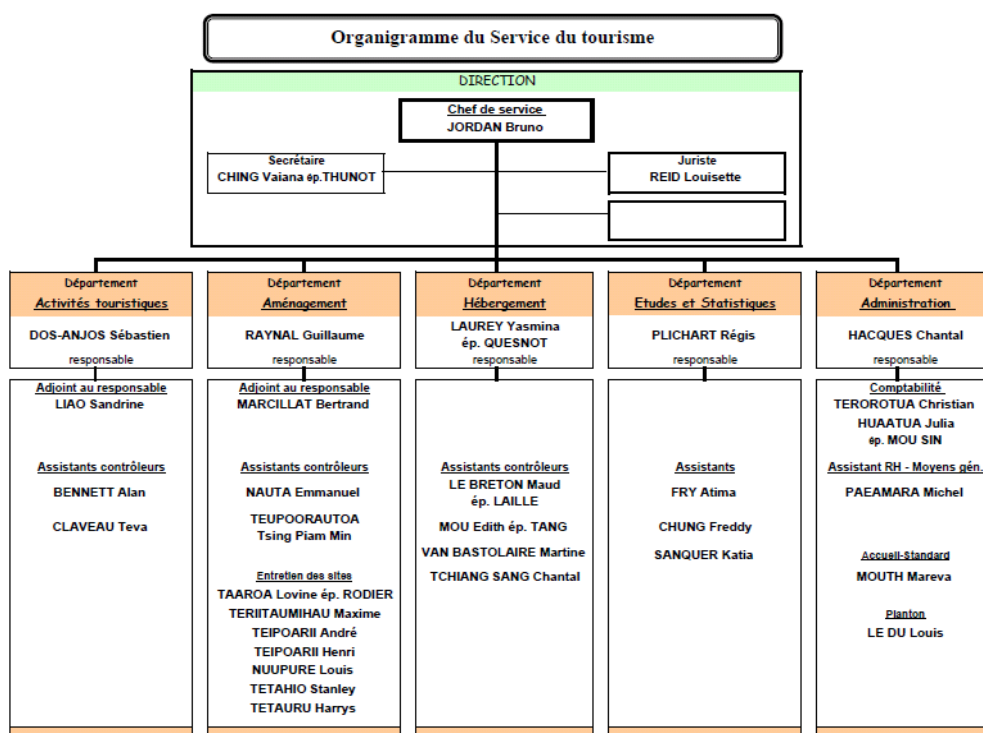 Organigramme du Service du tourisme
DIRECTION
Chef de service
JORDAN Bruno
Secrétaire
CHING Vaiana ép.THUNOT
Juriste
REID Louisette
Département
Activités touristiques
DOS-ANJOS Sébastien
responsable
Adjoint au responsable
LIAO Sandrine
Assistants contrôleurs
BENNETT Alan
CLAVEAU Teva
Département
Aménagement
RAYNAL Guillaume
responsable
Adjoint au responsable
MARCILLAT Bertrand
Assistants contrôleurs
NAUTA Emmanuel
TEUPOORAUTOA
Tsing Piam Min
Entretien des sites
TAAROA Lovine ép. RODIER
TERIITAUMIHAU Maxime
TEIPOARII André
TEIPOARII Henri
NUUPURE Louis
TETAHIO Stanley
TETAURU Harrys
Département
Hébergement
LAUREY Yasmina
ép. QUESNOT
responsable
Assistants contrôleurs
LE BRETON Maud
ép. LAILLE
MOU Edith ép. TANG
VAN BASTOLAIRE Martine
TCHIANG SANG Chantal
Département
Etudes et Statistiques
PLICHART Régis
responsable
Assistants
FRY Atima
CHUNG Freddy
SANQUER Katia
Département
Administration
HACQUES Chantal
responsable
Comptabilité
TEROROTUA Christian
HUAATUA Julia
ép. MOU SIN
Assistant RH - Moyens gén.
PAEAMARA Michel
Accueil-Standard
MOUTH Mareva
Planton
LE DU Louis